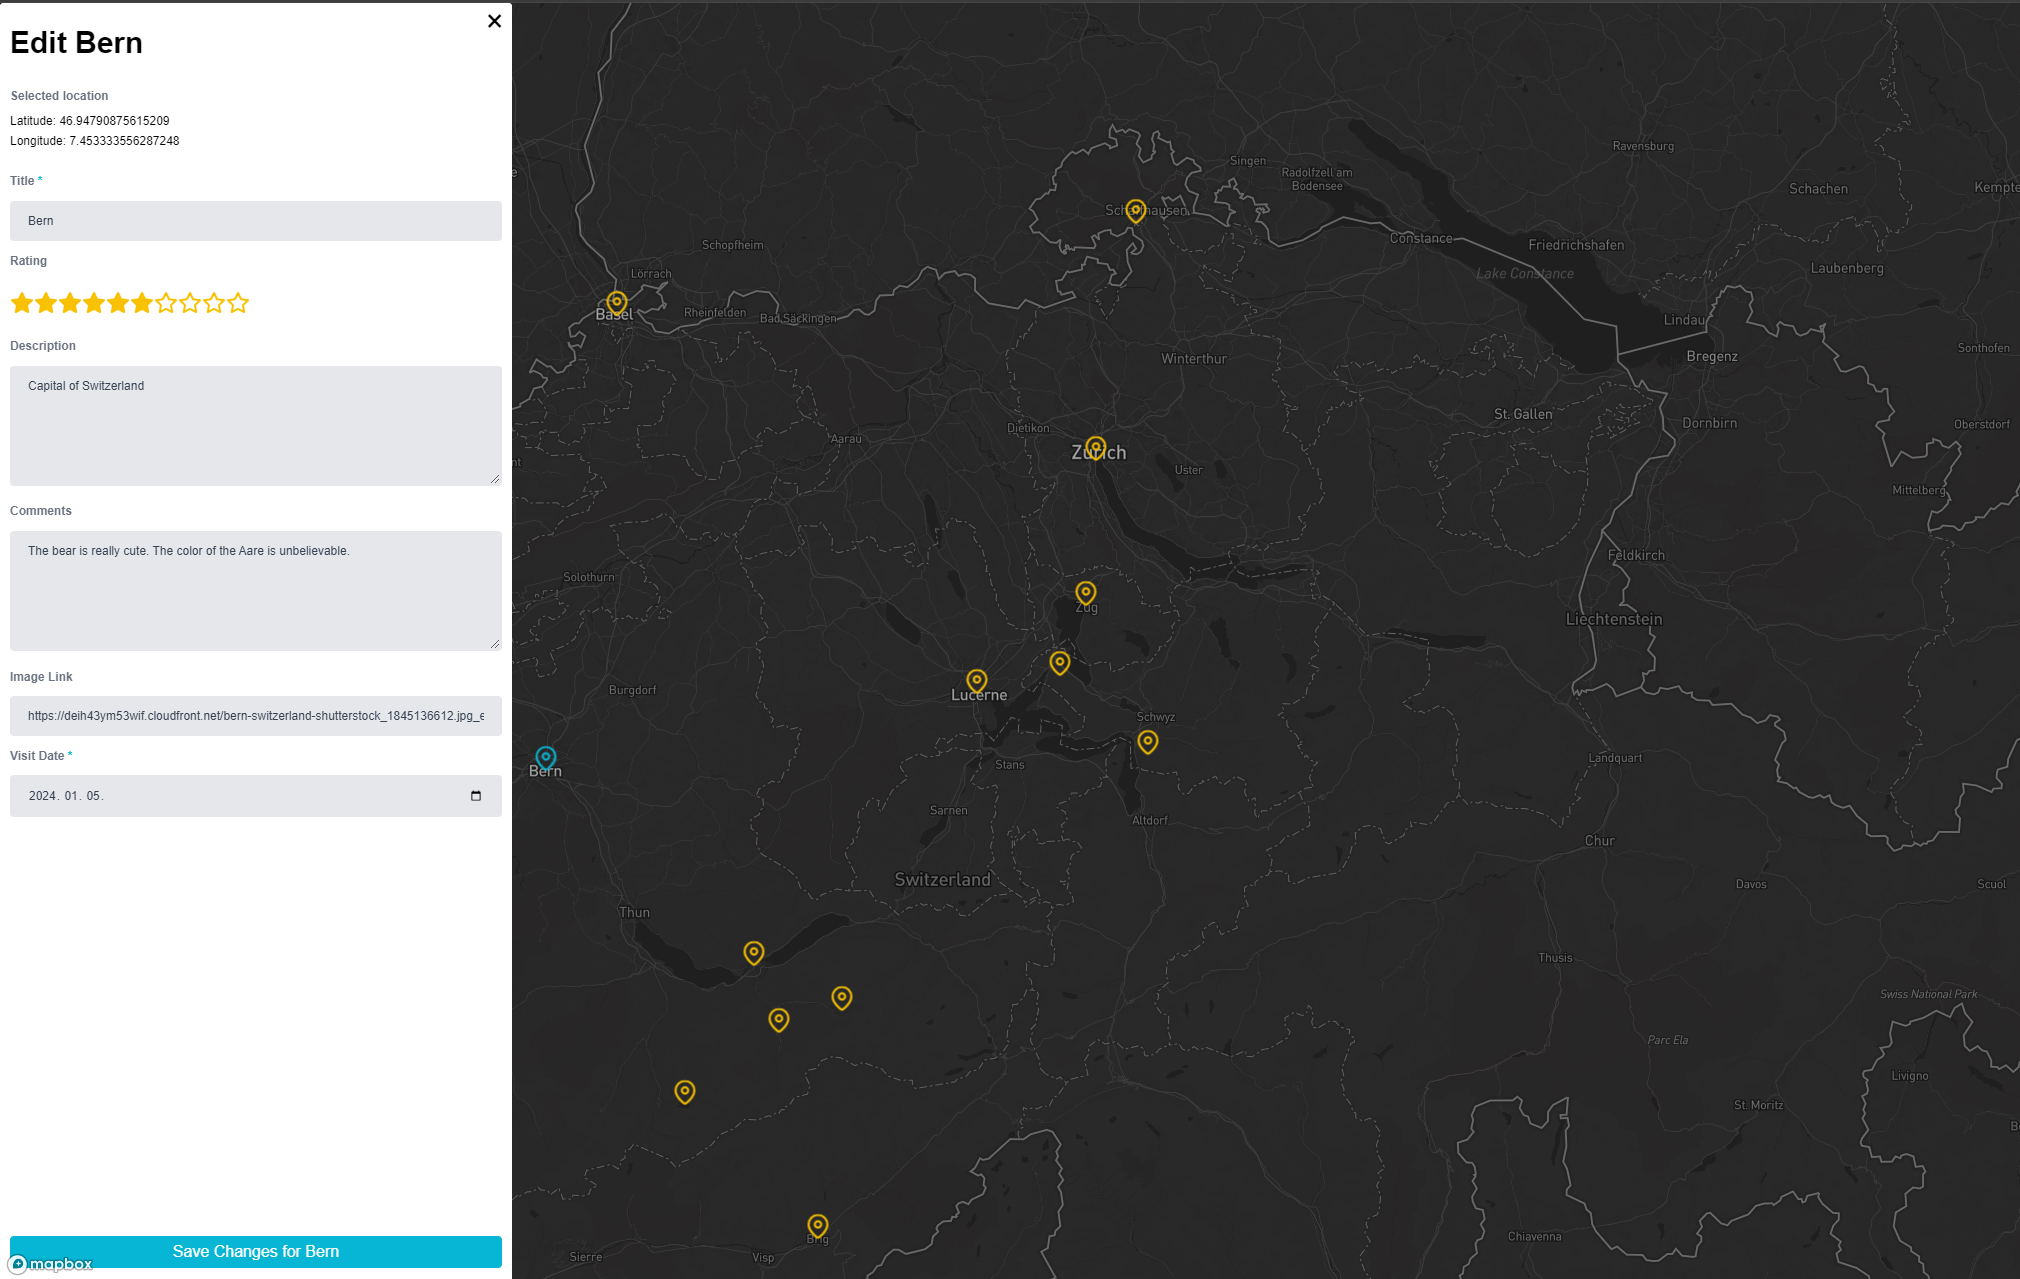 Edit Bern
Selected location
Latitude: 46.94790875615209
Longitude: 7.453333556287248
Title *
Bern
Rating
Description
Capital of Switzerland
Comments
The bear is really cute. The color of the Aare is unbelievable.
Image Link
https://deih43ym53wif.cloudfront.net/bern-switzerland-shutterstock_1845136612.jpg_e
Visit Date *
2024. 01. 05.
Save Changes for Bern
mapbox
Ravensburg
Singen
Radolfzell am
Bodensee
Schachen
Kempte
Schaffhausen
Constance
Friedrichshafen
Schopfheim
Laubenberg
Lörrach
Lake Constance
Basel
Rheinfelden
Bad Säckingen
Lindau
Sonthofen
Winterthur
Bregenz
St. Gallen
Dornbirn
Oberstdorf
Dietikon
Aarau
Zurich
Uster
Mittelberg
Feldkirch
Solothurn
Zug
Liechtenstein
Burgdorf
Lucerne
Schwyz
Bern
Stans
Landquart
Sarnen
Altdorf
Chur
Switzerland
Davos
Scuol
Thun
Thusis
Swiss National Park
Parc Ela
Livigno
St. Moritz
Brig
Chiavenna
Sierre
Visp